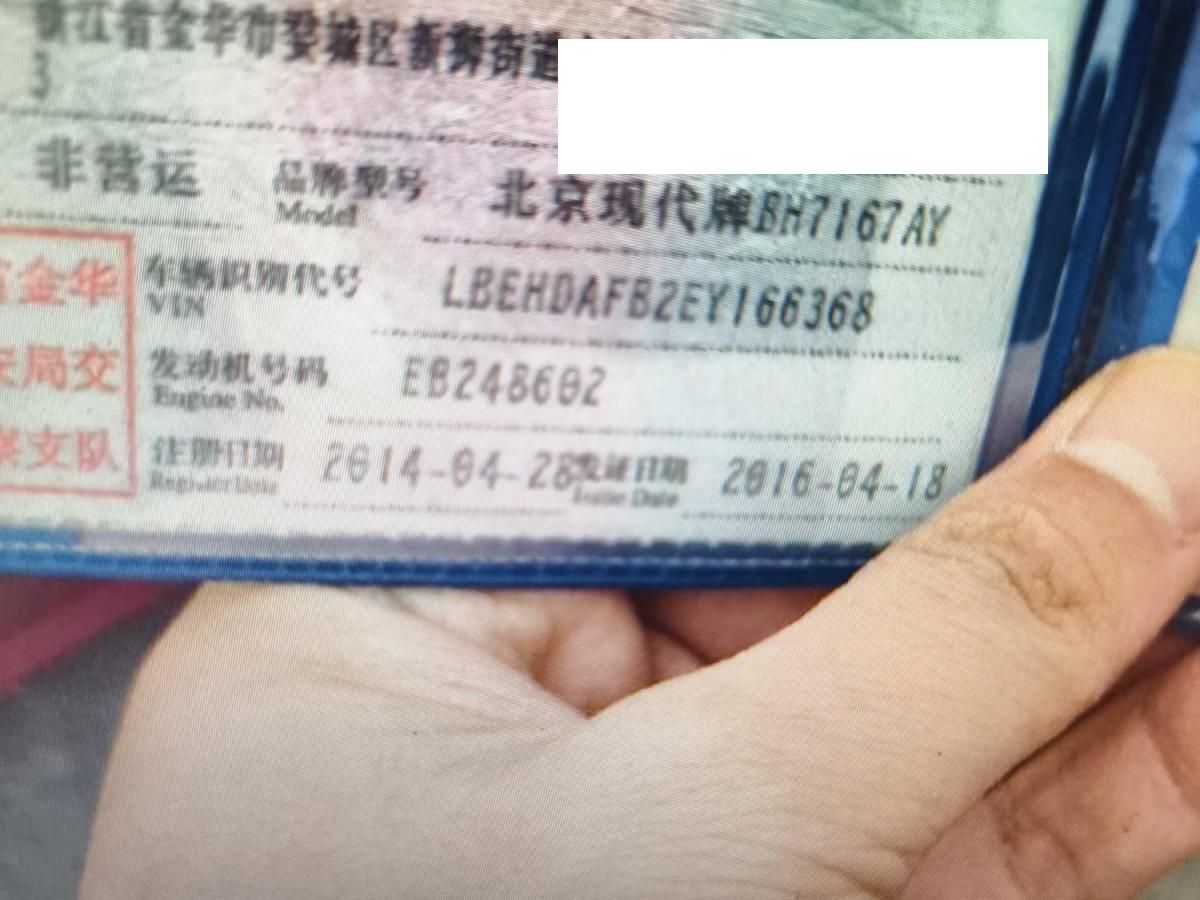 浙江省金华市婺城区新狮街道
3
非营运 品牌型号 北京现代牌BH7167AY
Model
省金华 车辆识别代号 LBEHDAFB2EY166368
VIN
安局交 发动机号码 EB248602
Engine No.
察支队 注册日期 2014-04-28 发证日期 2016-04-18
Register Date Issue Date